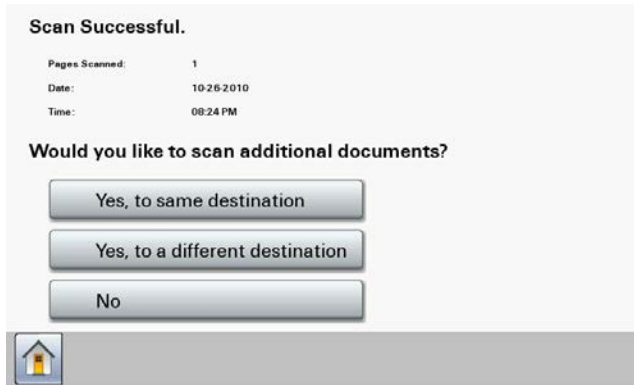 Scan Successful.
Pages Scanned: 1
Date: 10-26-2010
Time: 08:24 PM
Would you like to scan additional documents?
Yes, to same destination
Yes, to a different destination
No